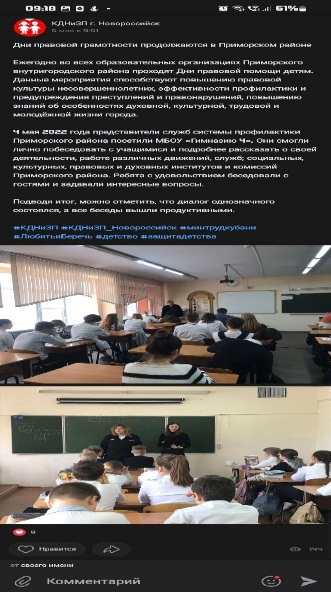 09:18
61%
КДНиЗП г. Новороссийск
5 мая в 9:51
Дни правовой грамотности продолжаются в Приморском районе
Ежегодно во всех образовательных организациях Приморского
внутригородского района проходят Дни правовой помощи детям.
Данные мероприятия способствуют повышению правовой
культуры несовершеннолетних, эффективности профилактики и
предупреждения преступлений и правонарушений, повышению
знаний об особенностях духовной, культурной, трудовой и
молодёжной жизни города.
4 мая 2022 года представители служб системы профилактики
Приморского района посетили МБОУ «Гимназию 4». Они смогли
лично побеседовать с учащимися и подробнее рассказать о своей
деятельности, работе различных движений, служб; социальных,
культурных, правовых и духовных институтов и комиссий
Приморского района. Ребята с удовольствием беседовали с
гостями и задавали интересные вопросы.
Подводя итог, можно отметить, что диалог однозначно
состоялся, а все беседы вышли продуктивными.
#КДНиЗП #КДНиЗП_Новороссийск #минтрудкубани
#ЛюбитьиБеречь #детство #защитадетства
Нравится
от своего имени
Комментарий